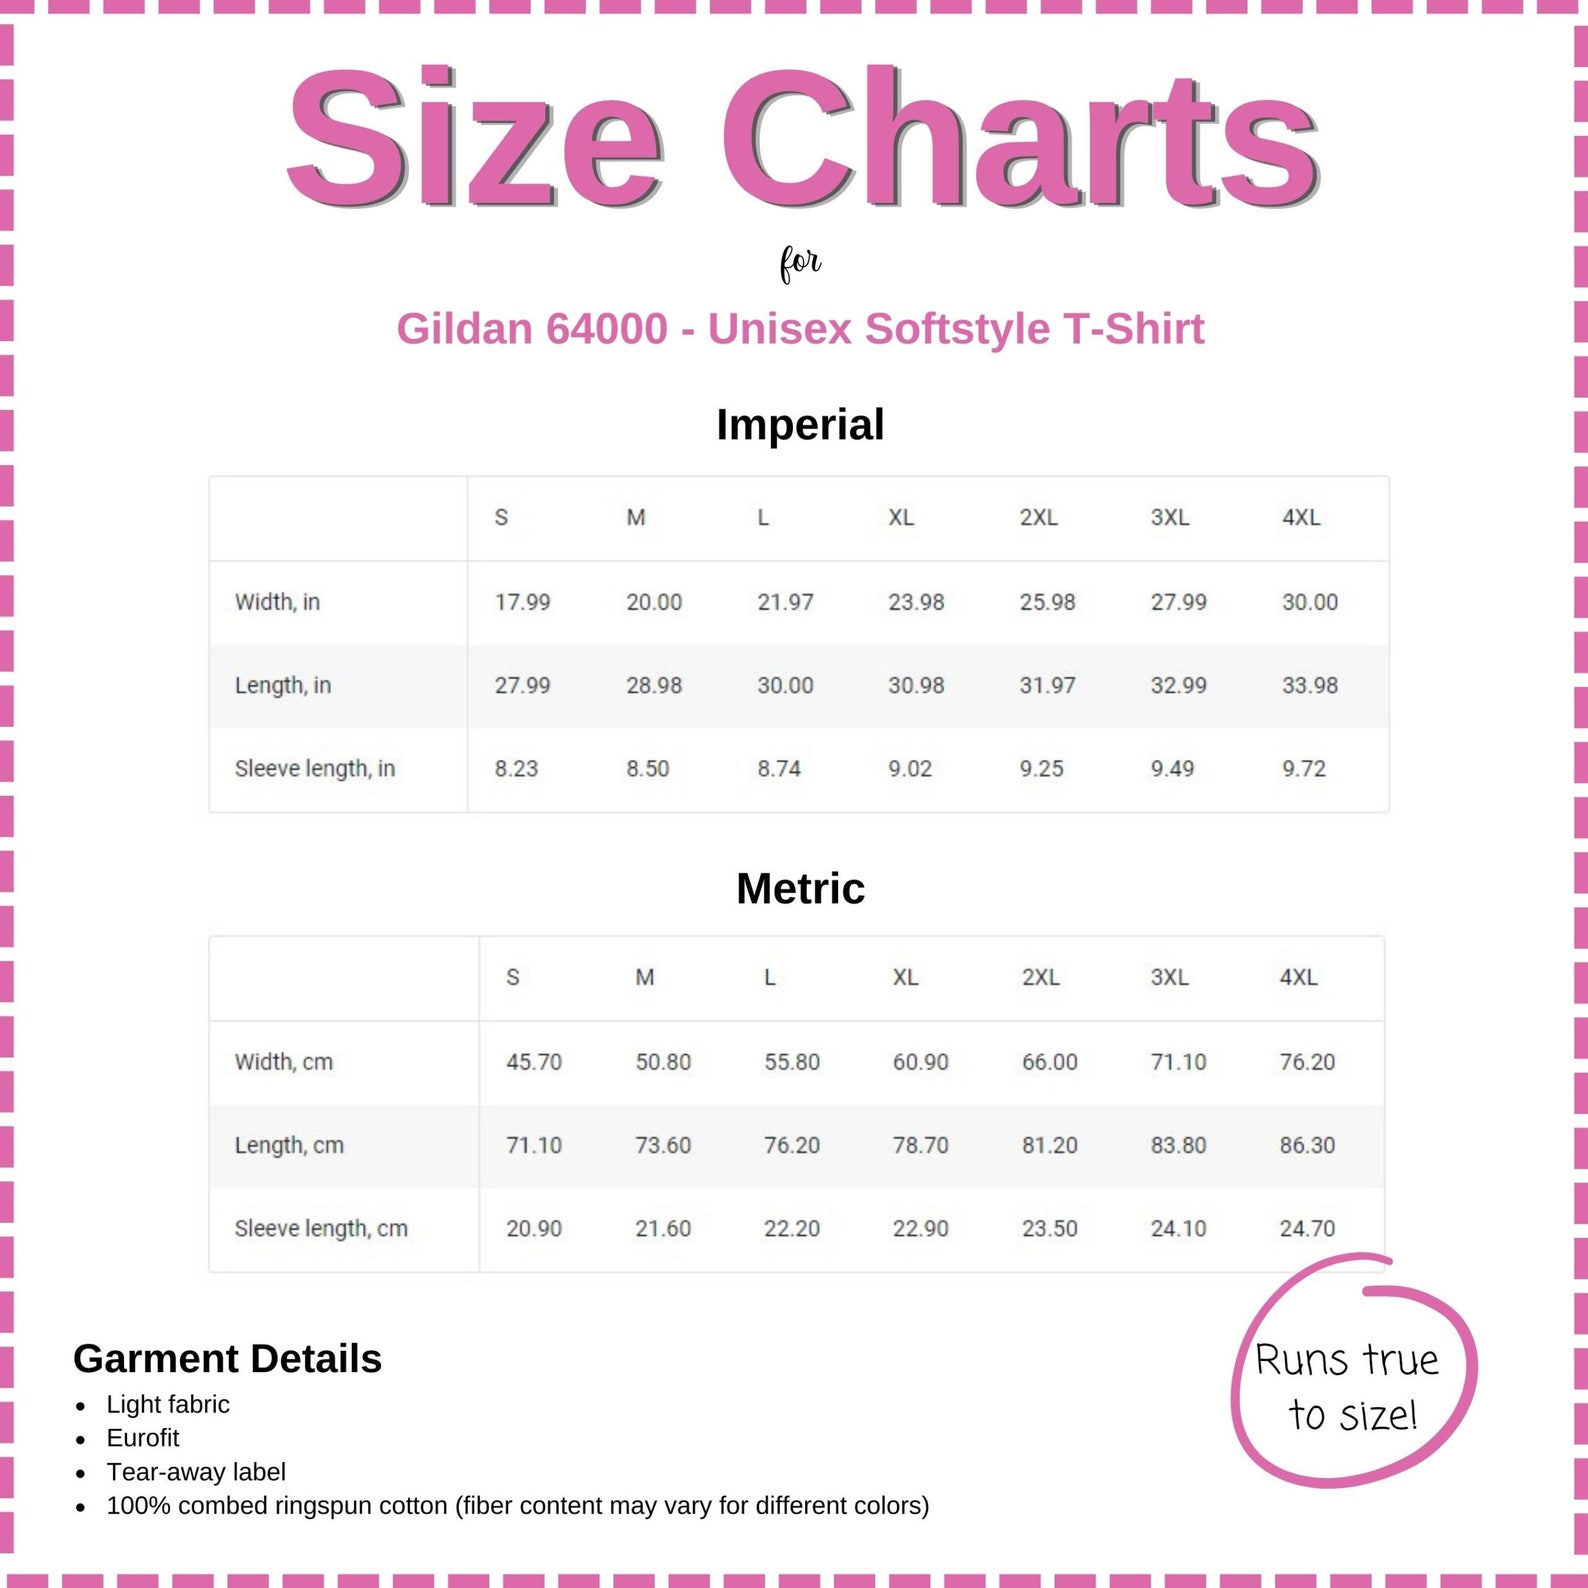 Size Charts
for
Gildan 64000 - Unisex Softstyle T-Shirt
Imperial
S M L XL 2XL 3XL 4XL
Width, in 17.99 20.00 21.97 23.98 25.98 27.99 30.00
Length, in 27.99 28.98 30.00 30.98 31.97 32.99 33.98
Sleeve length, in 8.23 8.50 8.74 9.02 9.25 9.49 9.72
Metric
S M L XL 2XL 3XL 4XL
Width, cm 45.70 50.80 55.80 60.90 66.00 71.10 76.20
Length, cm 71.10 73.60 76.20 78.70 81.20 83.80 86.30
Sleeve length, cm 20.90 21.60 22.20 22.90 23.50 24.10 24.70
Garment Details
• Light fabric
• Eurofit
• Tear-away label
• 100% combed ringspun cotton (fiber content may vary for different colors)
Runs true
to size!